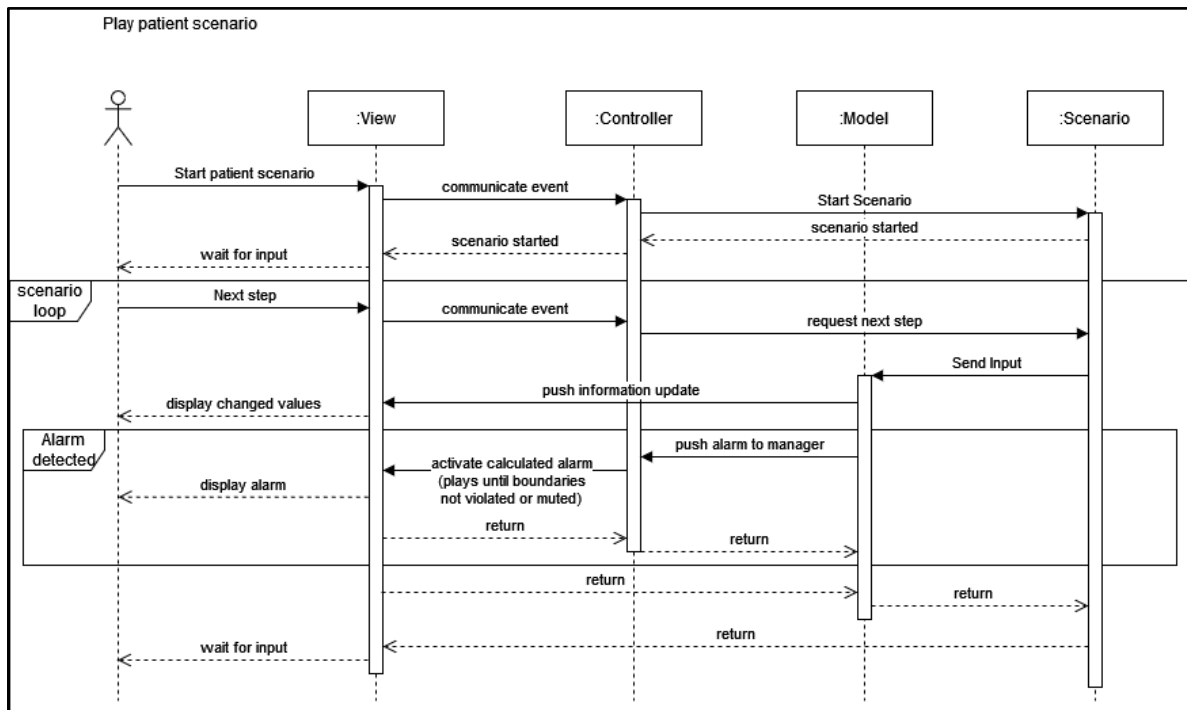 Play patient scenario
:View
:Controller
:Model
:Scenario
Start patient scenario
communicate event
Start Scenario
scenario started
scenario started
wait for input
scenario
loop
Next step
communicate event
request next step
Send Input
push information update
display changed values
Alarm
detected
push alarm to manager
activate calculated alarm
(plays until boundaries
not violated or muted)
display alarm
return
return
return
return
return
wait for input